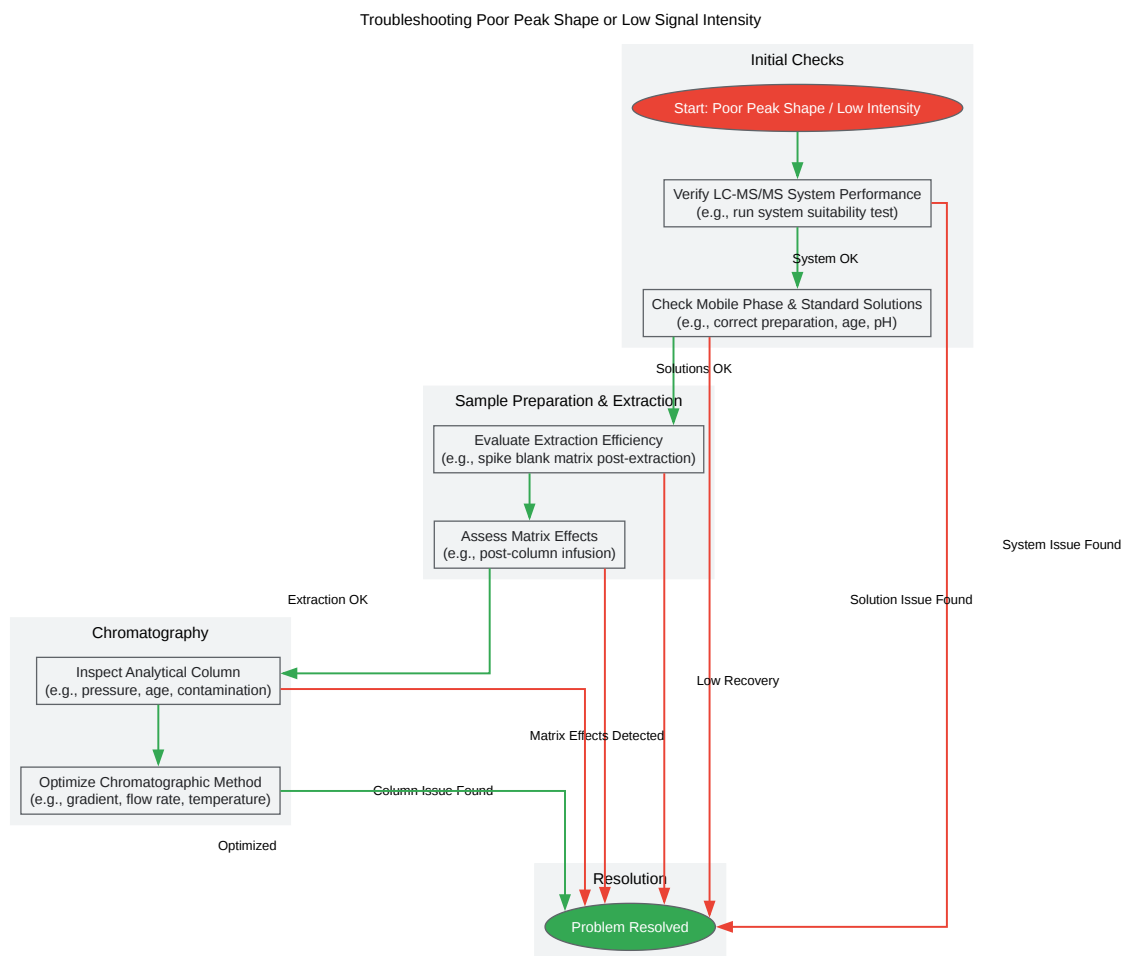 Troubleshooting Poor Peak Shape or Low Signal Intensity
Initial Checks
Start: Poor Peak Shape / Low Intensity
Verify LC-MS/MS System Performance
(e.g., run system suitability test)
System OK
Check Mobile Phase & Standard Solutions
(e.g., correct preparation, age, pH)
Solutions OK
Sample Preparation & Extraction
Evaluate Extraction Efficiency
(e.g., spike blank matrix post-extraction)
Assess Matrix Effects
(e.g., post-column infusion)
System Issue Found
Extraction OK
Solution Issue Found
Chromatography
Inspect Analytical Column
(e.g., pressure, age, contamination)
Low Recovery
Matrix Effects Detected
Optimize Chromatographic Method
(e.g., gradient, flow rate, temperature)
Column Issue Found
Optimized
Resolution
Problem Resolved